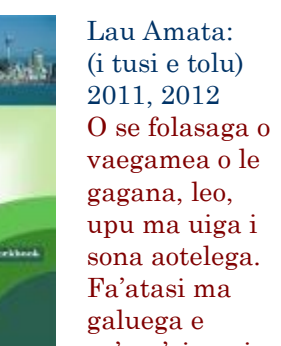 Lau Amata:
(i tusi e tolu)
2011, 2012
O se folasaga o
vaegamea o le
gagana, leo,
upu ma uiga i
sona aotelega.
Fa’atasi ma
galuega e